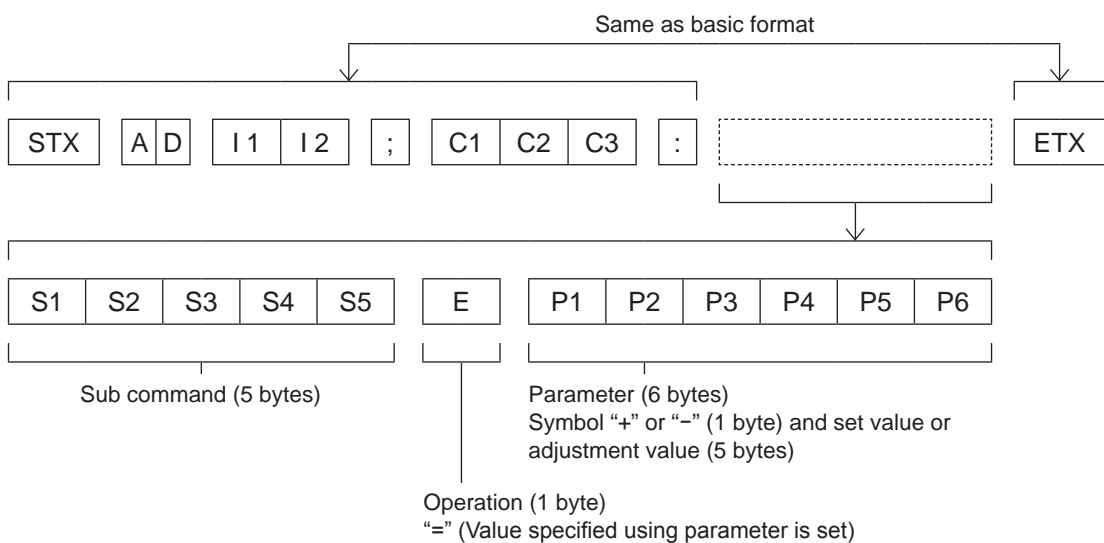 Same as basic format
STX A D I1 I2 ; C1 C2 C3 : ETX
S1 S2 S3 S4 S5 E P1 P2 P3 P4 P5 P6
Sub command (5 bytes)
Parameter (6 bytes)
Symbol “+” or “−” (1 byte) and set value or
adjustment value (5 bytes)
Operation (1 byte)
“=” (Value specified using parameter is set)